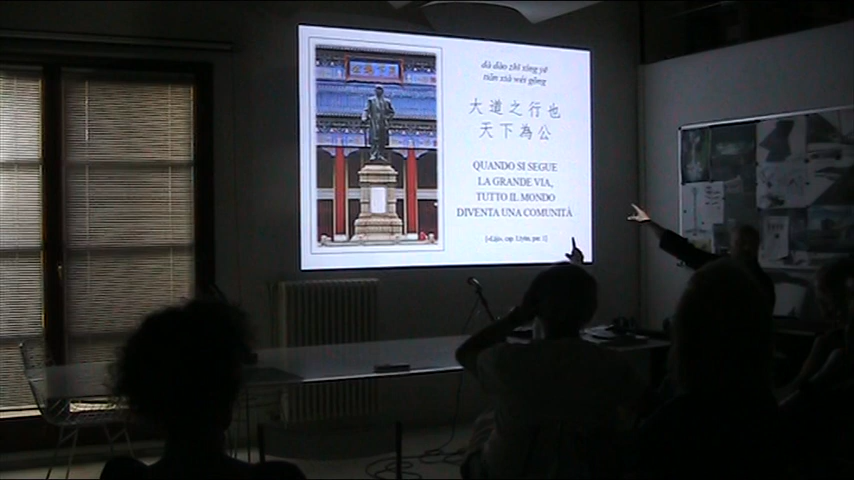 dà dào zhī xíng yě
tiān xià wéi gōng
大道之行也
天下為公
QUANDO SI SEGUE
LA GRANDE VIA,
TUTTO IL MONDO
DIVENTA UNA COMUNITÀ